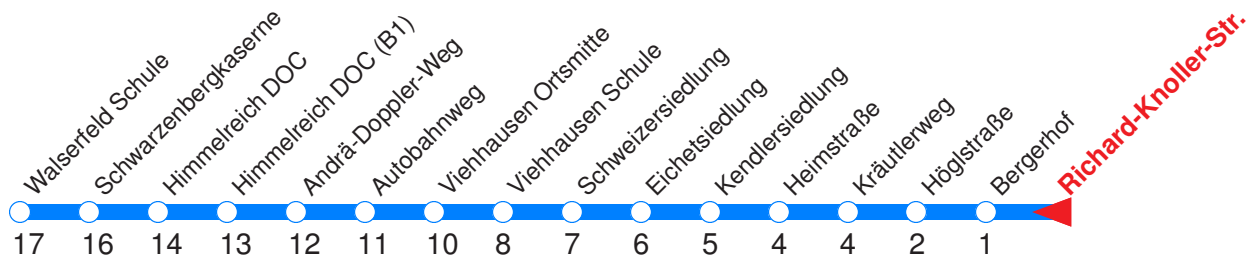 Walserfeld Schule
Schwarzenbergkaserne
Himmelreich DOC
Himmelreich DOC (B1)
Andrä-Doppler-Weg
Autobahnweg
Viehhausen Ortsmitte
Viehhausen Schule
Schweizersiedlung
Eichetsiedlung
Kendlersiedlung
Heimstraße
Kräutlerweg
Höglstraße
Bergerhof
Richard-Knoller-Str.
17 16 14 13 12 11 10 8 7 6 5 4 4 2 1